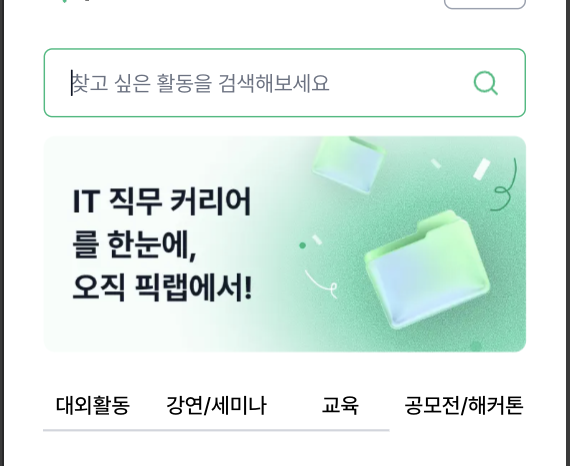 찾고 싶은 활동을 검색해보세요
IT 직무 커리어
를 한눈에,
오직 픽랩에서!
대외활동 강연/세미나 교육 공모전/해커톤